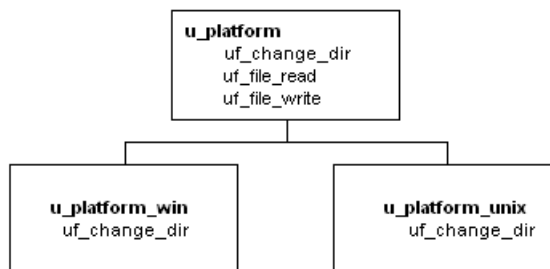 u_platform
uf_change_dir
uf_file_read
uf_file_write
u_platform_win
uf_change_dir
u_platform_unix
uf_change_dir